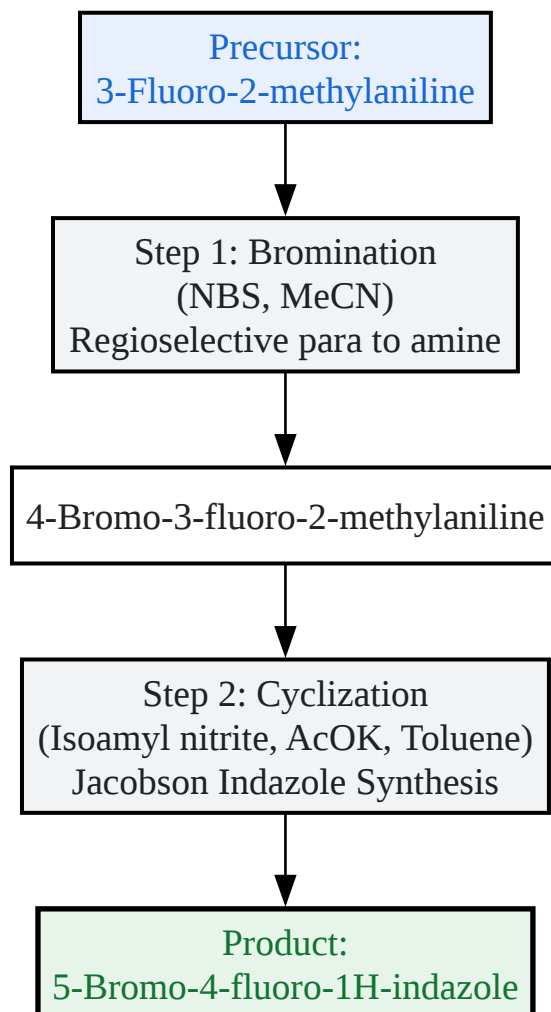 Precursor:
3-Fluoro-2-methylaniline
Step 1: Bromination
(NBS, MeCN)
Regioselective para to amine
4-Bromo-3-fluoro-2-methylaniline
Step 2: Cyclization
(Isoamyl nitrite, AcOK, Toluene)
Jacobson Indazole Synthesis
Product:
5-Bromo-4-fluoro-1H-indazole